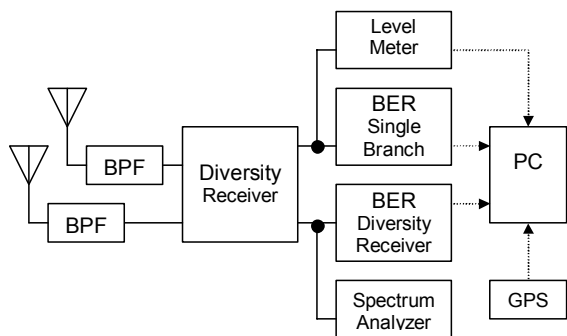 Level
Meter
BER
Single
Branch
BPF
Diversity
Receiver
PC
BPF
BER
Diversity
Receiver
Spectrum
Analyzer
GPS